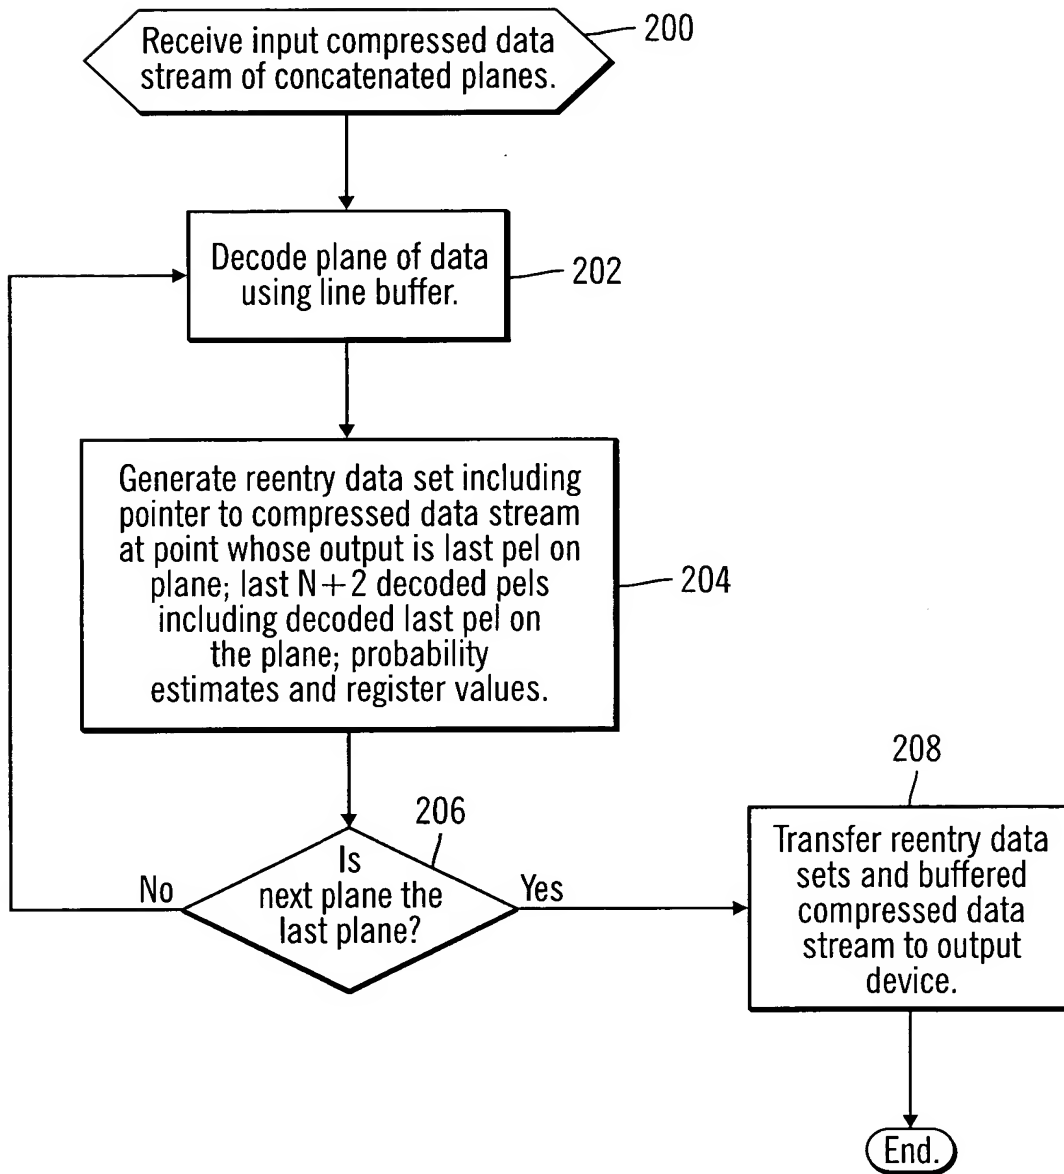 Receive input compressed data
stream of concatenated planes.
200
Decode plane of data
using line buffer.
202
Generate reentry data set including
pointer to compressed data stream
at point whose output is last pel on
plane; last N+2 decoded pels
including decoded last pel on
the plane; probability
estimates and register values.
204
206
Is
next plane the
last plane?
No
Yes
208
Transfer reentry data
sets and buffered
compressed data
stream to output
device.
End.